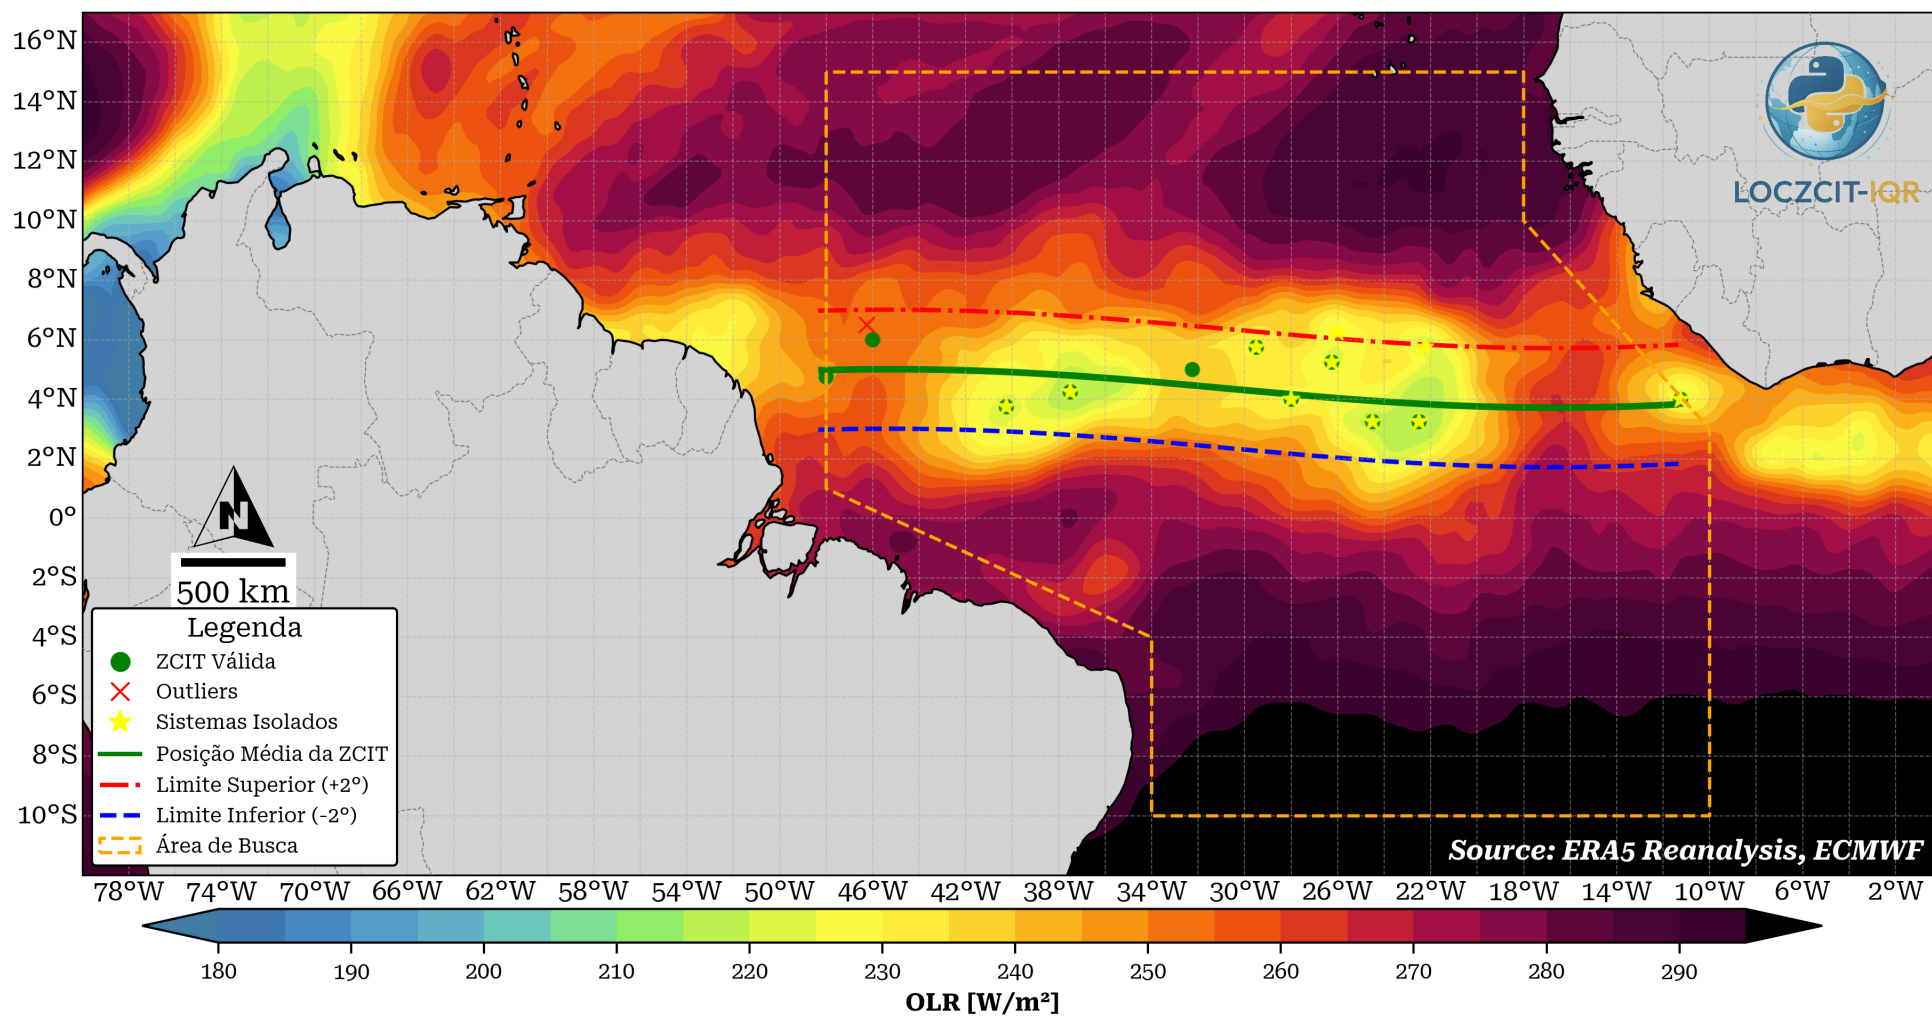 16°N
14°N
12°N
10°N
8°N
6°N
4°N
2°N
0°
2°S
4°S
6°S
8°S
10°S
LOCZCIT-IQR
N
500 km
Legenda
ZCIT Válida
Outliers
Sistemas Isolados
Posição Média da ZCIT
Limite Superior (+2°)
Limite Inferior (-2°)
Área de Busca
Source: ERA5 Reanalysis, ECMWF
78°W 74°W 70°W 66°W 62°W 58°W 54°W 50°W 46°W 42°W 38°W 34°W 30°W 26°W 22°W 18°W 14°W 10°W 6°W 2°W
180 190 200 210 220 230 240 250 260 270 280 290
OLR [W/m²]